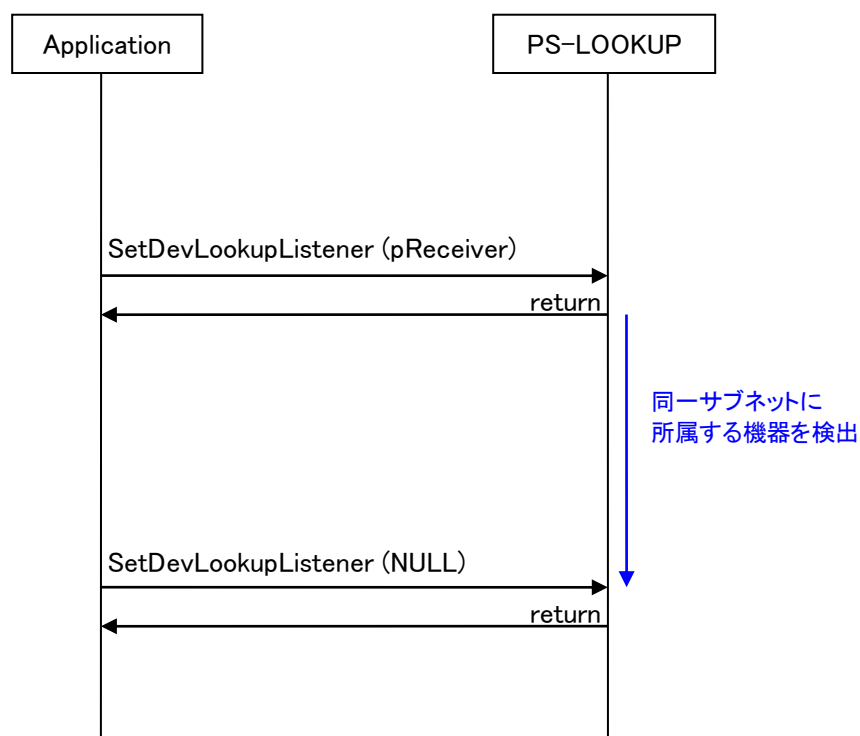 Application
PS-LOOKUP
SetDevLookupListener (pReceiver)
return
同一サブネットに
所属する機器を検出
SetDevLookupListener (NULL)
return